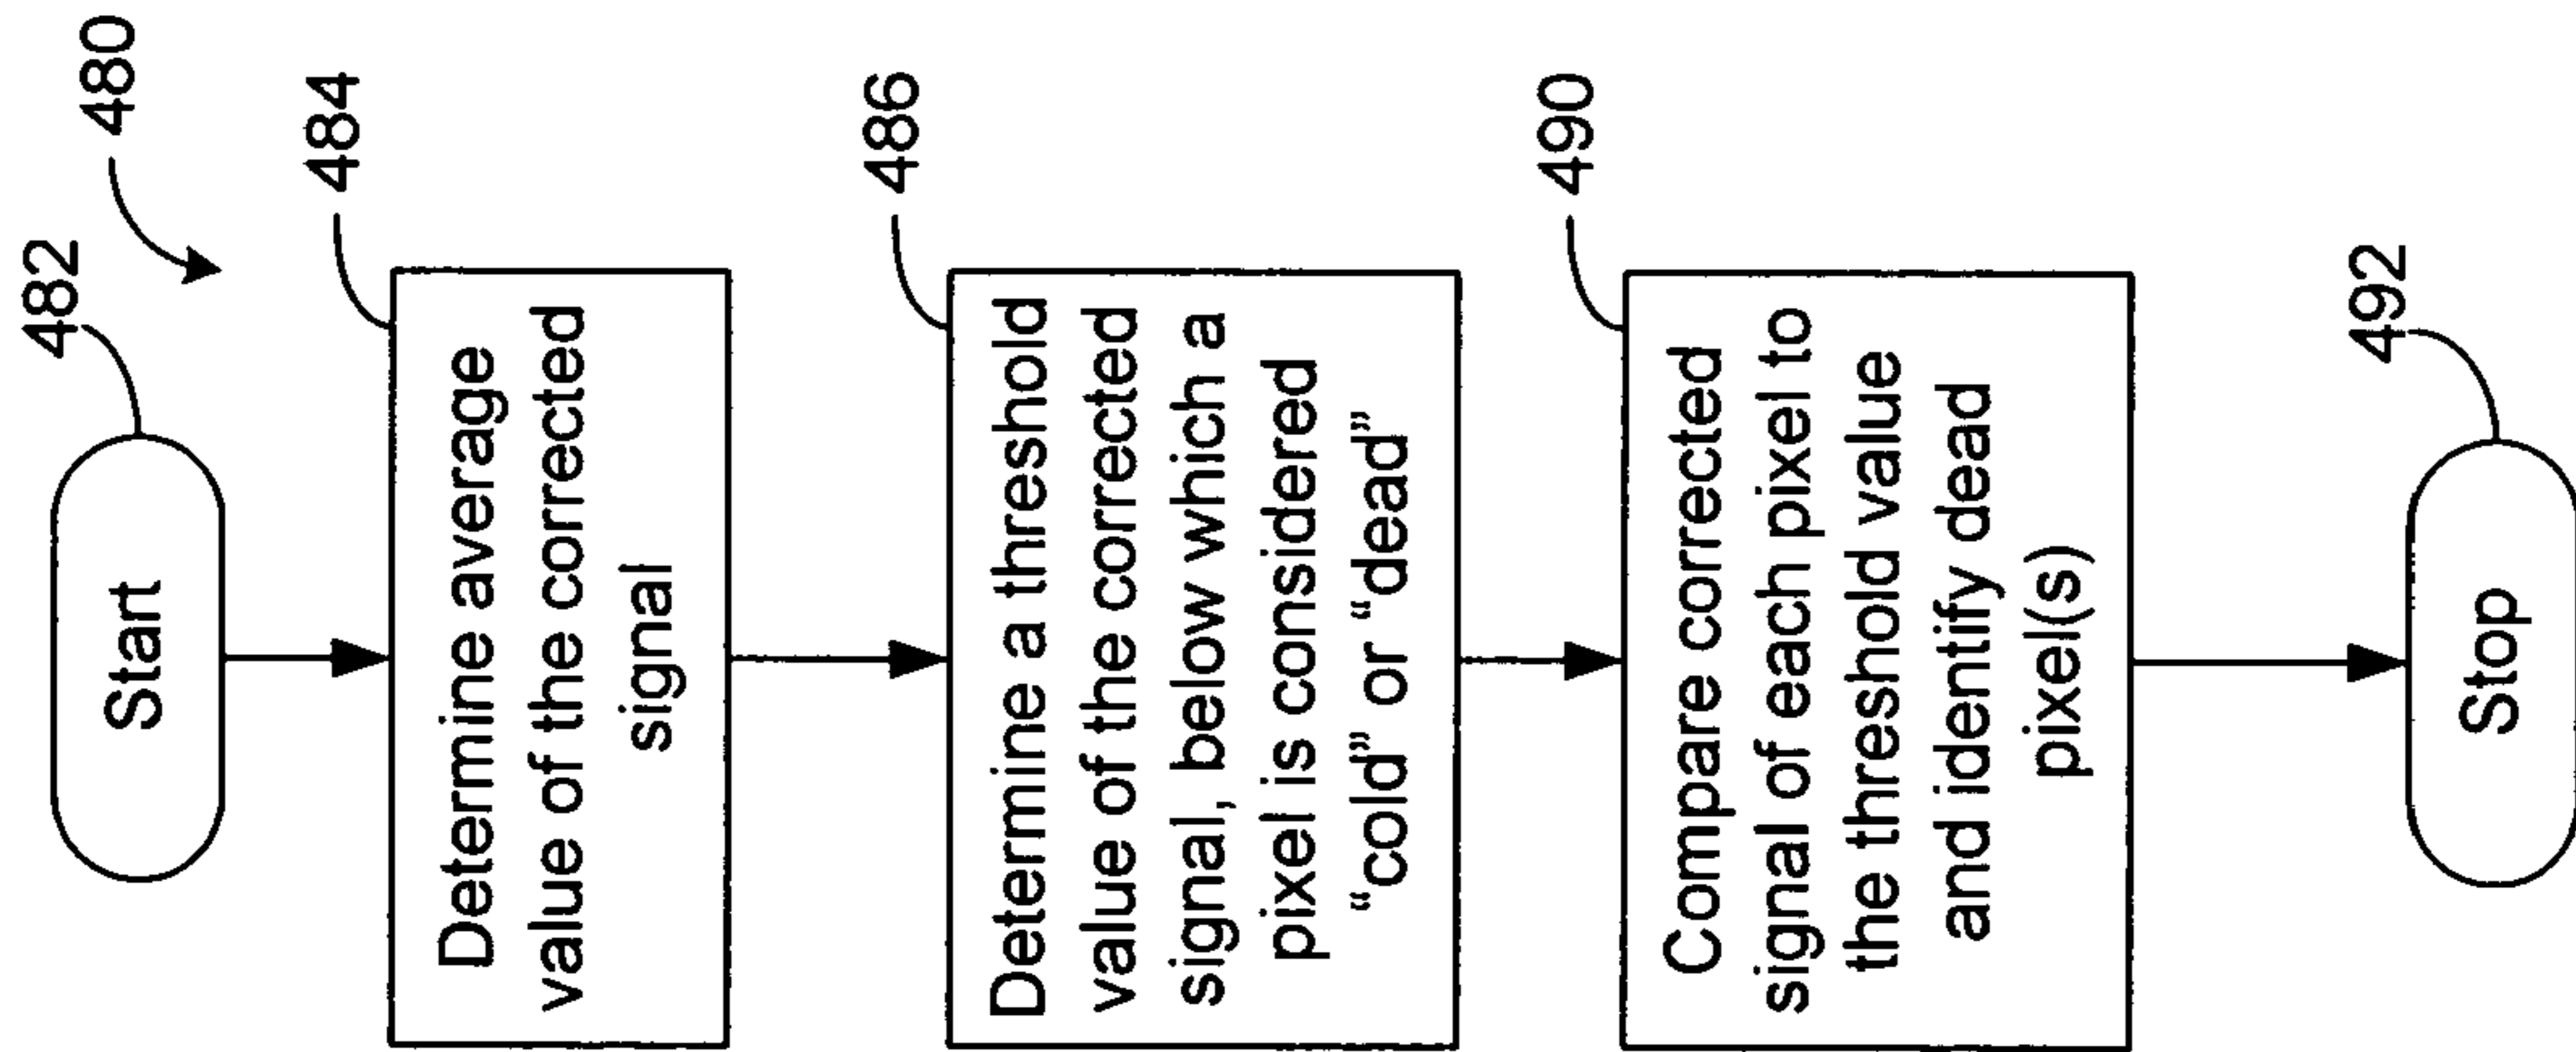 480
482
Start
484
Determine average
value of the corrected
signal
486
Determine a threshold
value of the corrected
signal, below which a
pixel is considered
“cold” or “dead”
490
Compare corrected
signal of each pixel to
the threshold value
and identify dead
pixel(s)
492
Stop